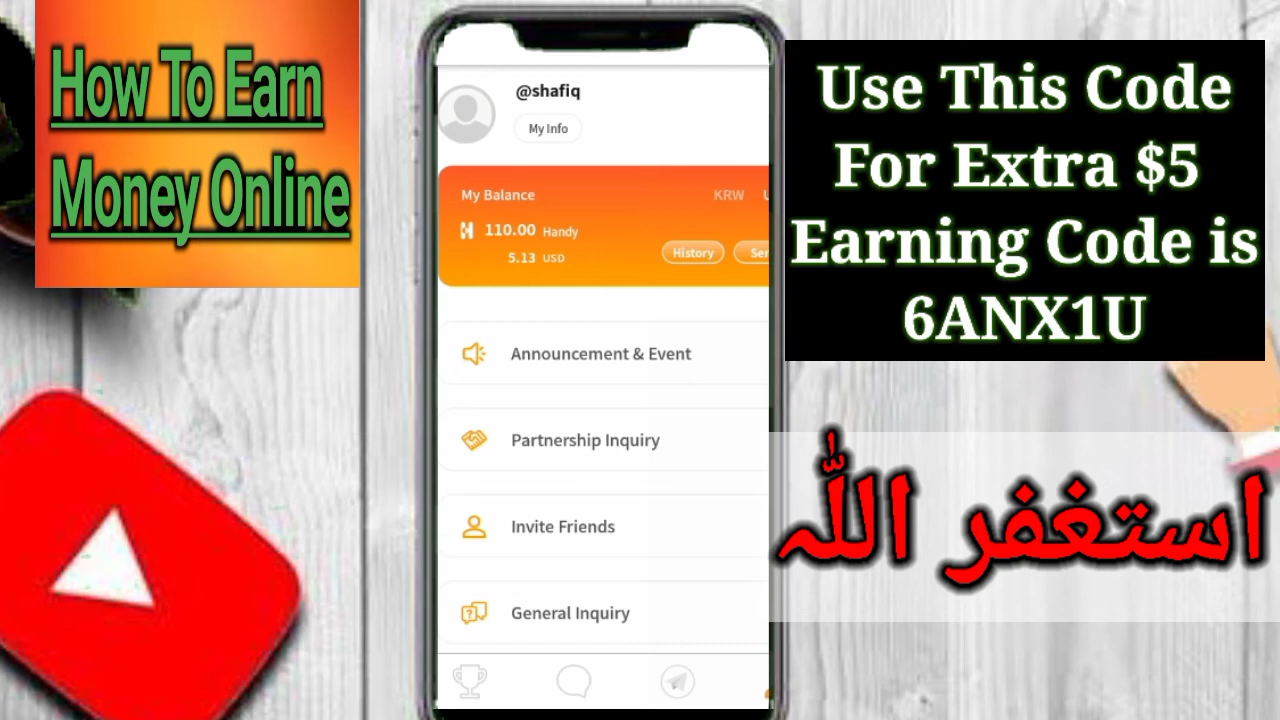 How To Earn
Money Online
@shafiq
My Info
My Balance
KRW
110.00 Handy
5.13 USD
History
Announcement & Event
Partnership Inquiry
Invite Friends
General Inquiry
Use This Code
For Extra $5
Earning Code is
6ANX1U
استغفر اللہ